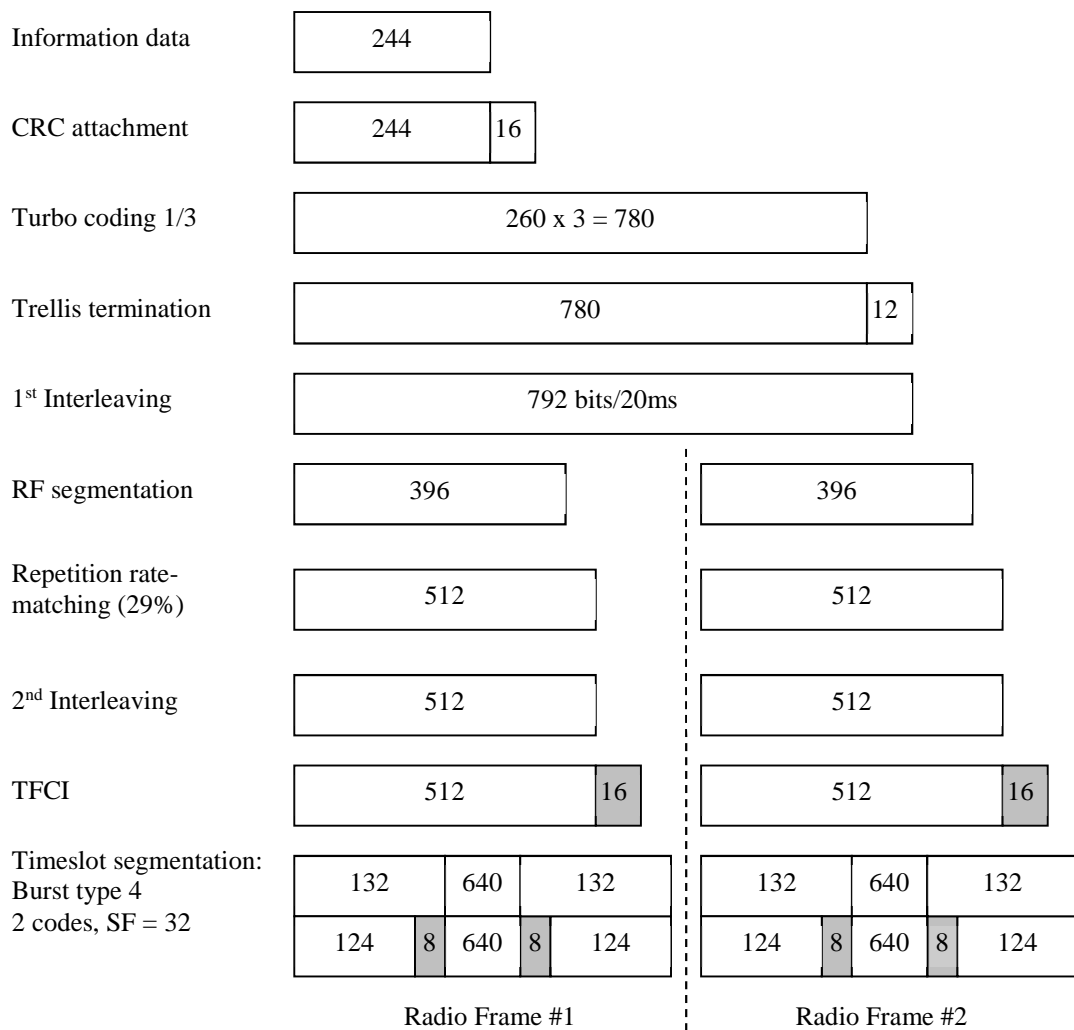 Information data
244
CRC attachment
244 16
Turbo coding 1/3
260 x 3 = 780
Trellis termination
780 12
1st Interleaving
792 bits/20ms
RF segmentation
396 396
Repetition rate-
matching (29%)
512 512
2nd Interleaving
512 512
TFCI
512 16 512 16
Timeslot segmentation:
Burst type 4
2 codes, SF = 32
132 640 132 132 640 132
124 8 640 8 124 124 8 640 8 124
Radio Frame #1 Radio Frame #2